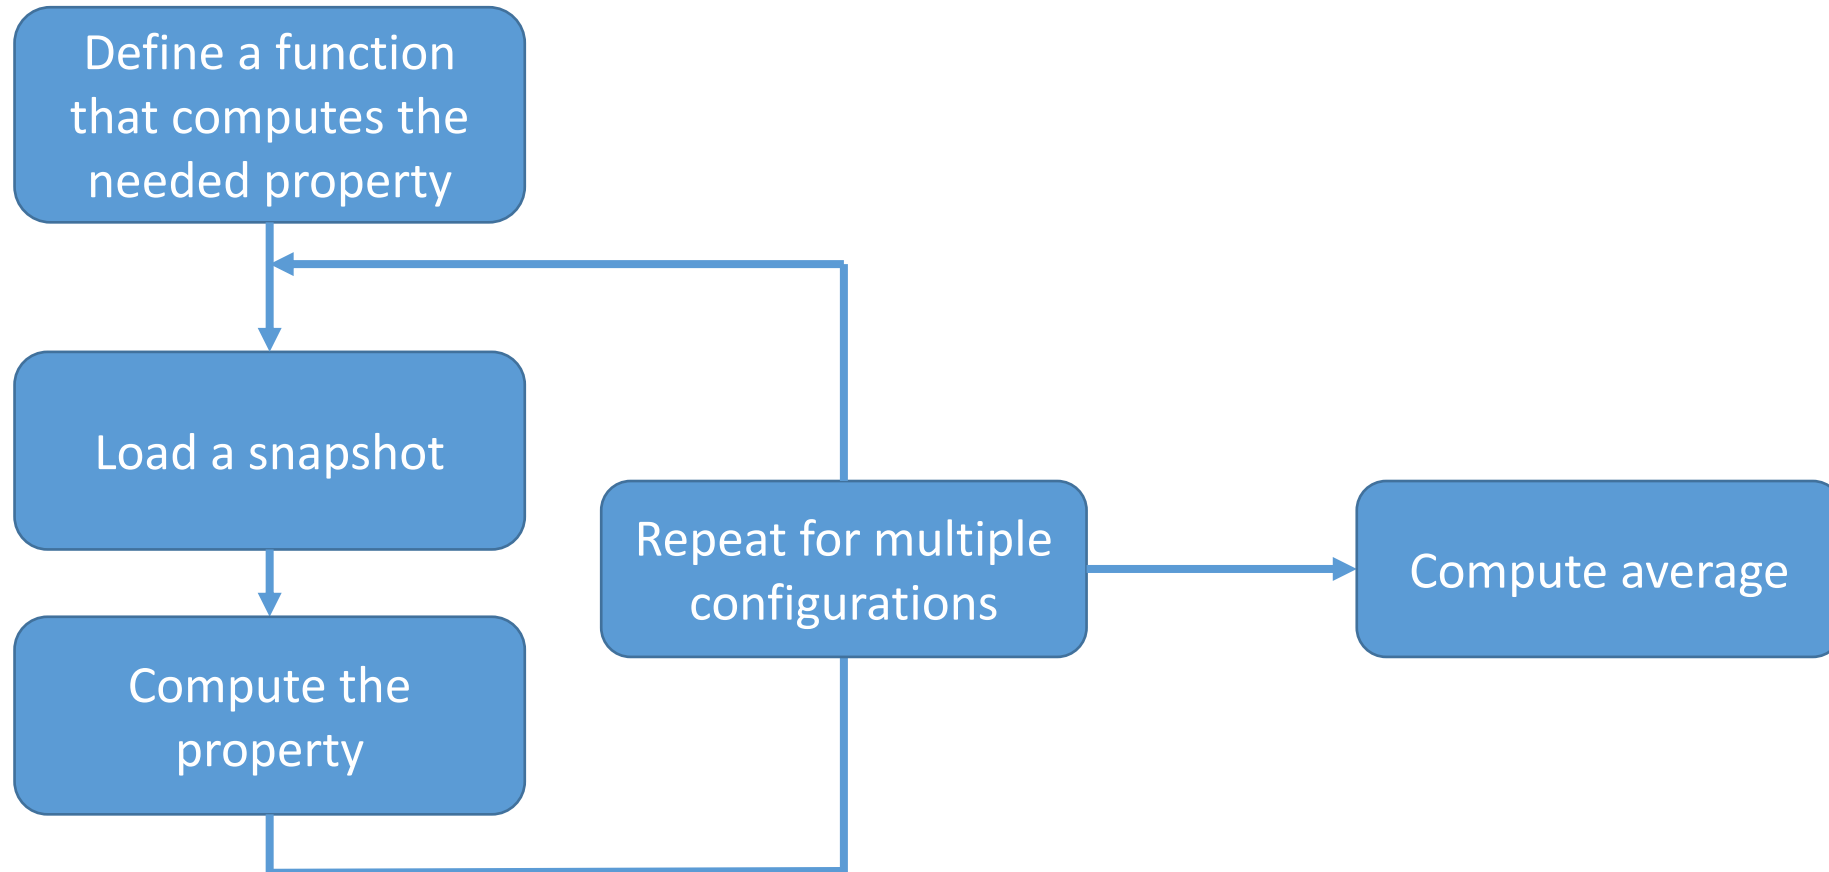 Define a function
that computes the
needed property
Load a snapshot
Compute the
property
Repeat for multiple
configurations
Compute average